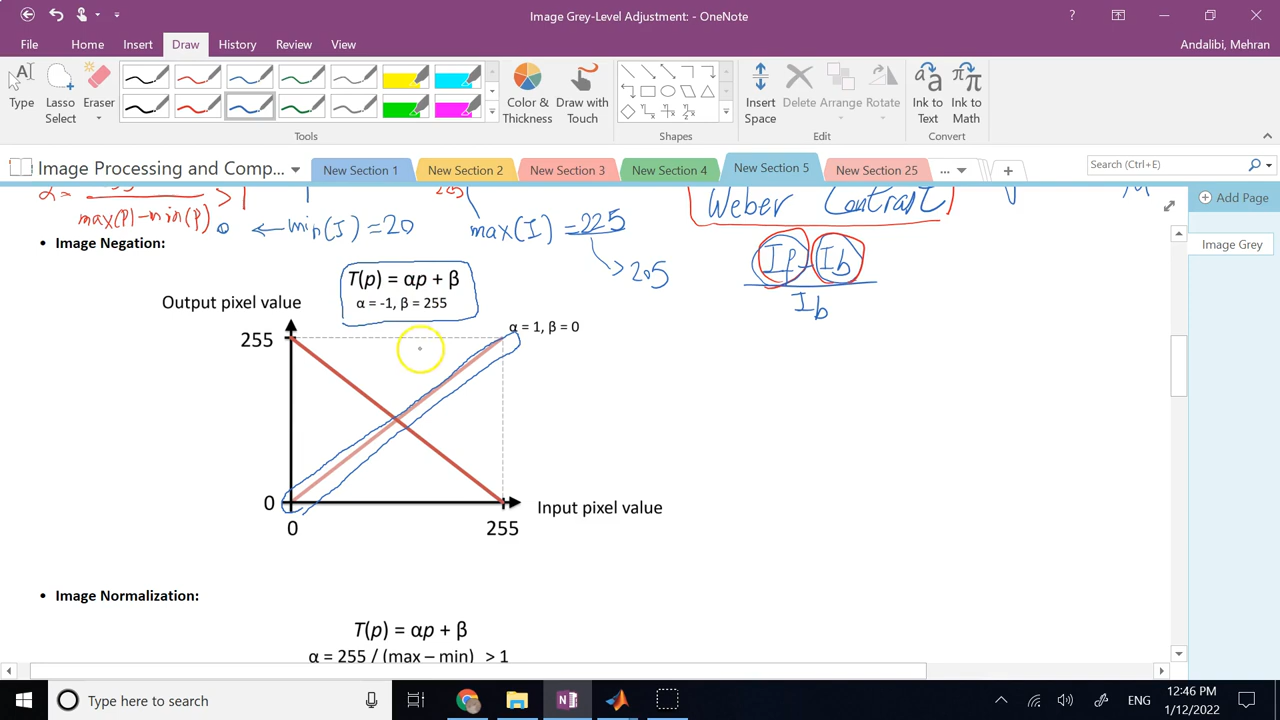 Image Grey-Level Adjustment: - OneNote
File Home Insert Draw History Review View
Andalibi, Mehran
Type
Lasso Select
Eraser
Color & Thickness
Draw with Touch
Insert Space
Delete
Arrange
Rotate
Ink to Text
Ink to Math
Tools
Shapes
Edit
Convert
Image Processing and Comp...
New Section 1
New Section 2
New Section 3
New Section 4
New Section 5
New Section 25
...
Search (Ctrl+E)
Add Page
Image Grey
α = > 1
max(P)-min(P)
← min(I) = 20
max(I) = 225
> 205
Weber Contrast
Ip - Ib
Ib
• Image Negation:
T(p) = αp + β
α = -1, β = 255
Output pixel value
255
α = 1, β = 0
0
Input pixel value
0
255
• Image Normalization:
T(p) = αp + β
α = 255 / (max – min) > 1
Type here to search
ENG
12:46 PM
1/12/2022